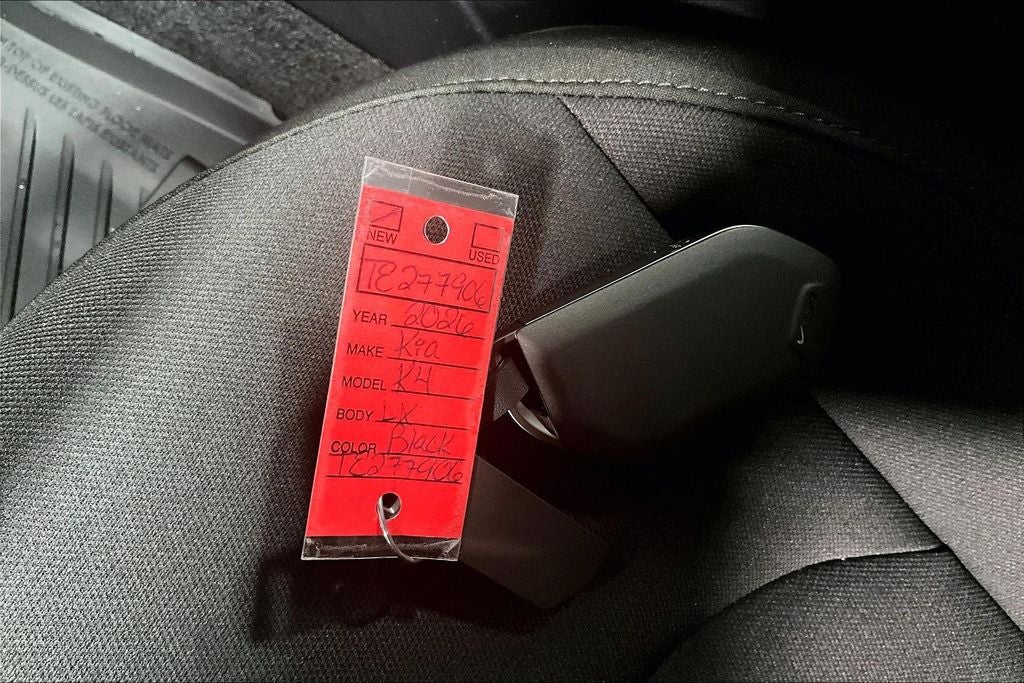 NEW USED
TE277906
YEAR 2026
MAKE Kia
MODEL K4
BODY LX
COLOR Black
TE277906